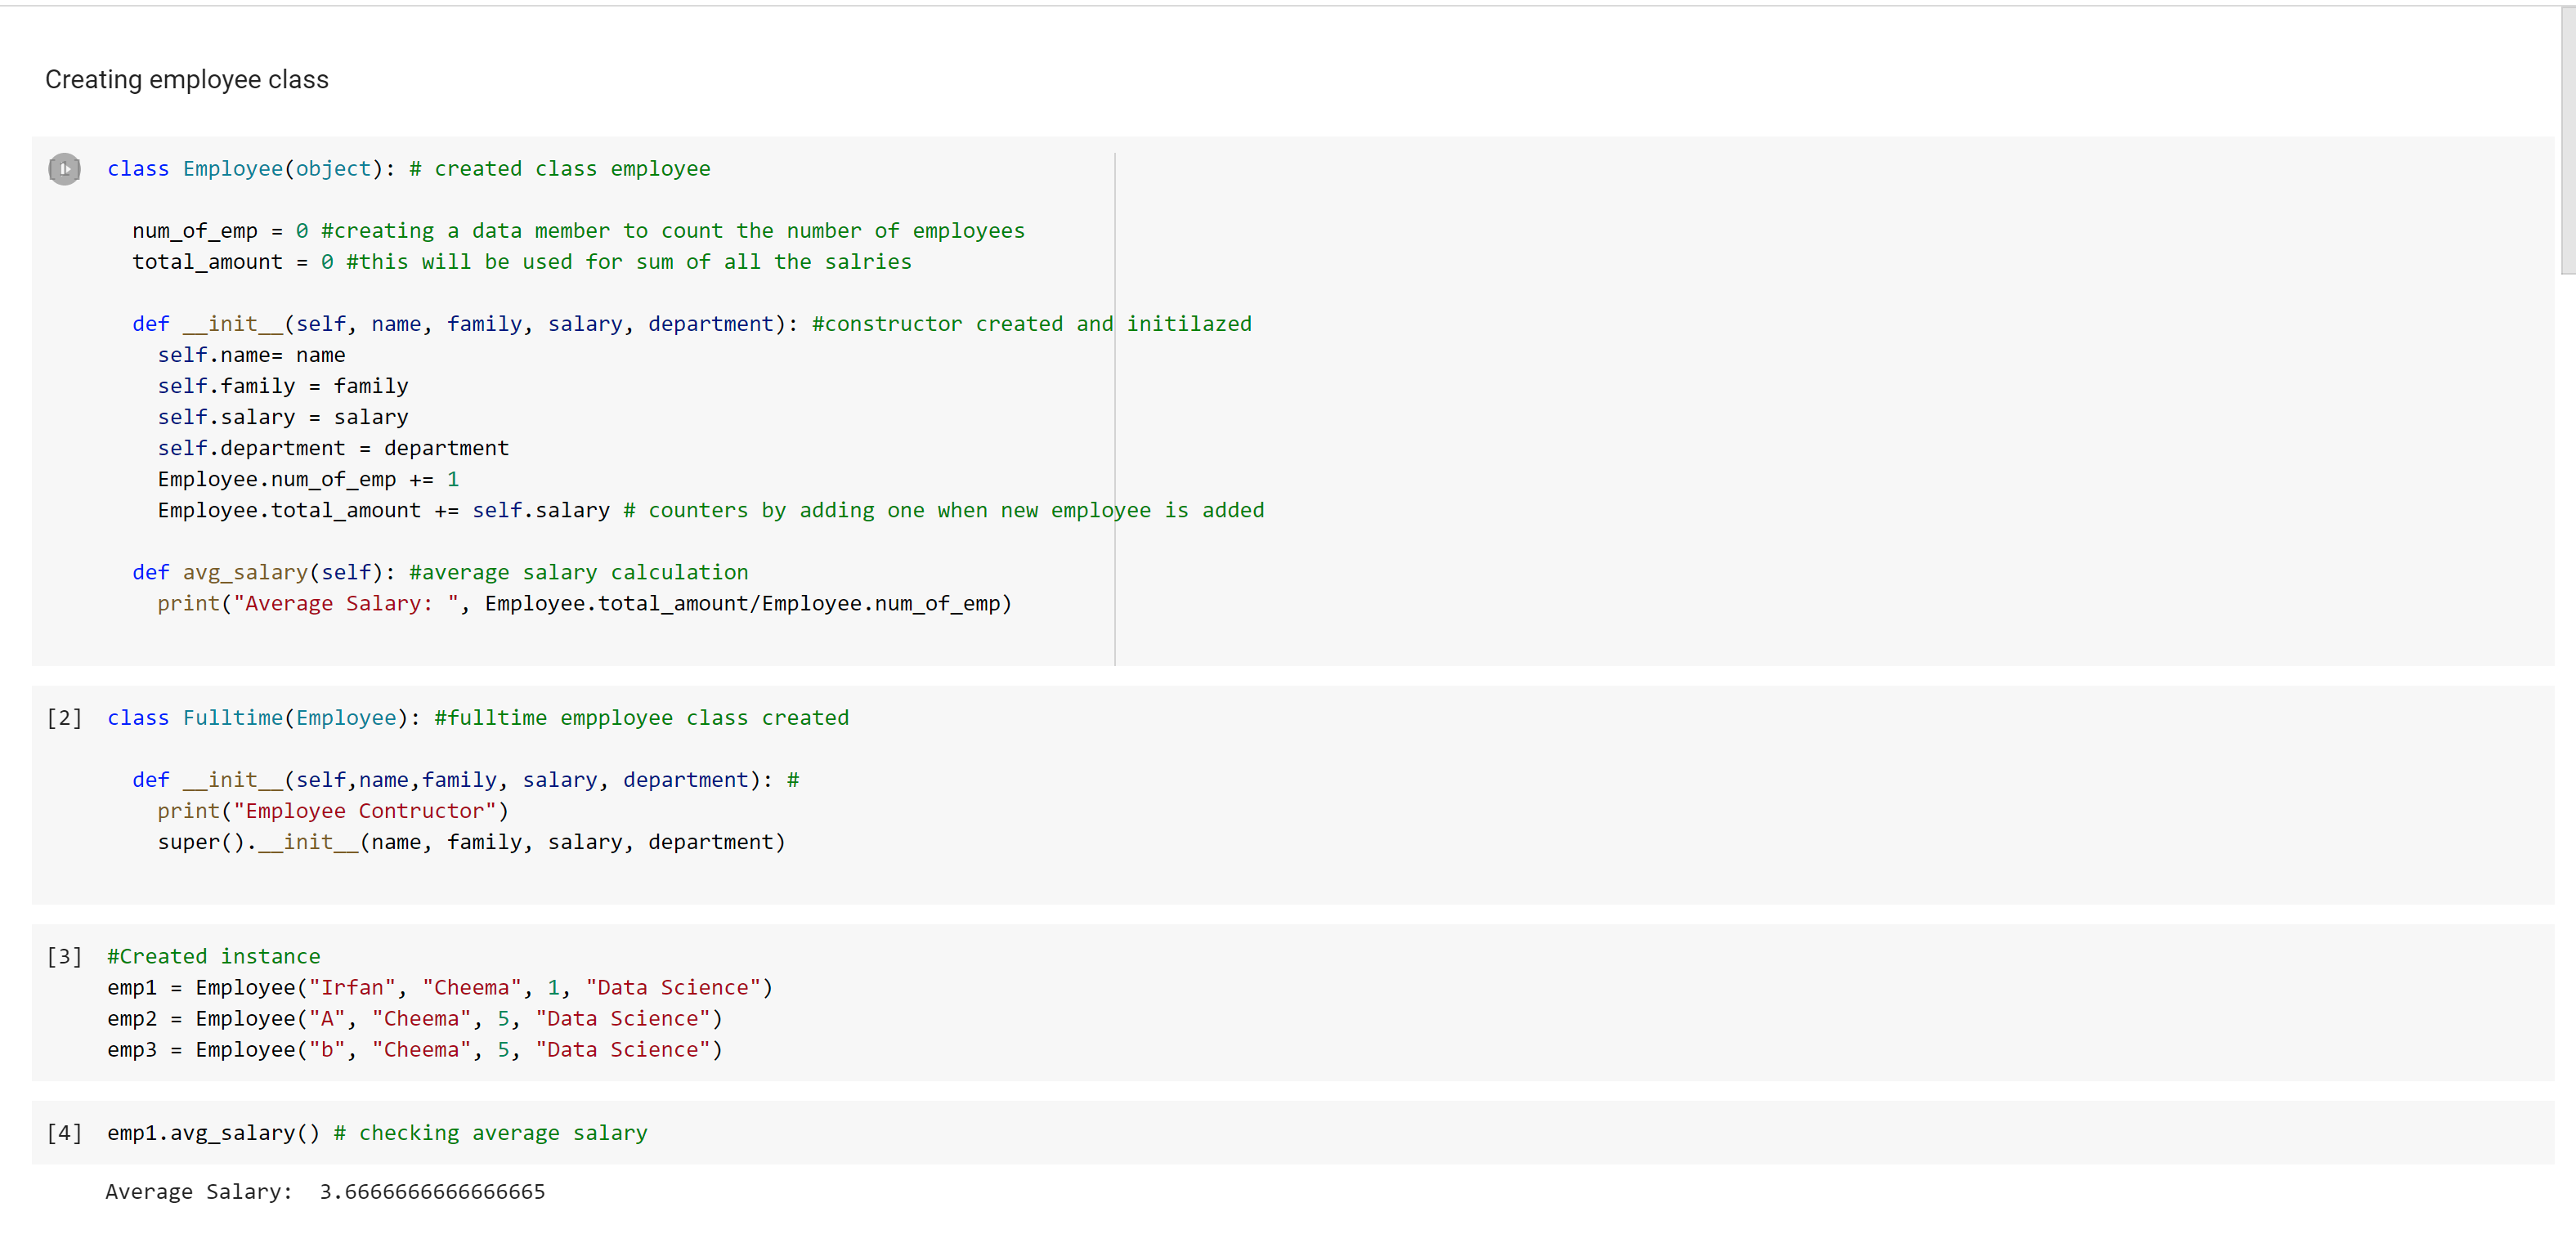 Creating employee class
class Employee(object): # created class employee
num_of_emp = 0 #creating a data member to count the number of employees
total_amount = 0 #this will be used for sum of all the salries
def __init__(self, name, family, salary, department): #constructor created and initilazed
self.name= name
self.family = family
self.salary = salary
self.department = department
Employee.num_of_emp += 1
Employee.total_amount += self.salary # counters by adding one when new employee is added
def avg_salary(self): #average salary calculation
print("Average Salary: ", Employee.total_amount/Employee.num_of_emp)
[2] class Fulltime(Employee): #fulltime empployee class created
def __init__(self,name,family, salary, department): #
print("Employee Contructor")
super().__init__(name, family, salary, department)
[3] #Created instance
emp1 = Employee("Irfan", "Cheema", 1, "Data Science")
emp2 = Employee("A", "Cheema", 5, "Data Science")
emp3 = Employee("b", "Cheema", 5, "Data Science")
[4] emp1.avg_salary() # checking average salary
Average Salary:  3.6666666666666665